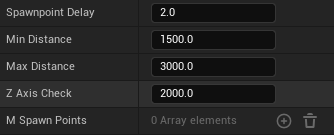 Spawnpoint Delay 2.0
Min Distance 1500.0
Max Distance 3000.0
Z Axis Check 2000.0
M Spawn Points 0 Array elements